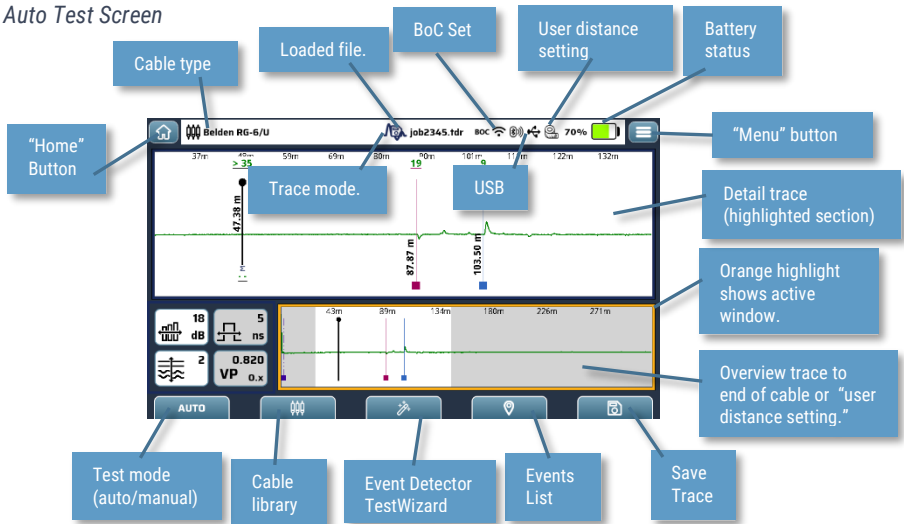 Auto Test Screen
Cable type
Loaded file.
BoC Set
User distance
setting
Battery
status
"Home"
Button
Belden RG-6/U
job2345.tdr
BOC
70%
"Menu" button
37m
59m
69m
80m
90m
101m
122m
132m
> 35
19
9
Trace mode.
USB
47.38 m
87.87 m
103.50 m
Detail trace
(highlighted section)
Orange highlight
shows active
window.
18
dB
5
ns
2
0.820
VP 0.x
43m
89m
134m
180m
226m
271m
Overview trace to
end of cable or "user
distance setting."
AUTO
Test mode
(auto/manual)
Cable
library
Event Detector
TestWizard
Events
List
Save
Trace